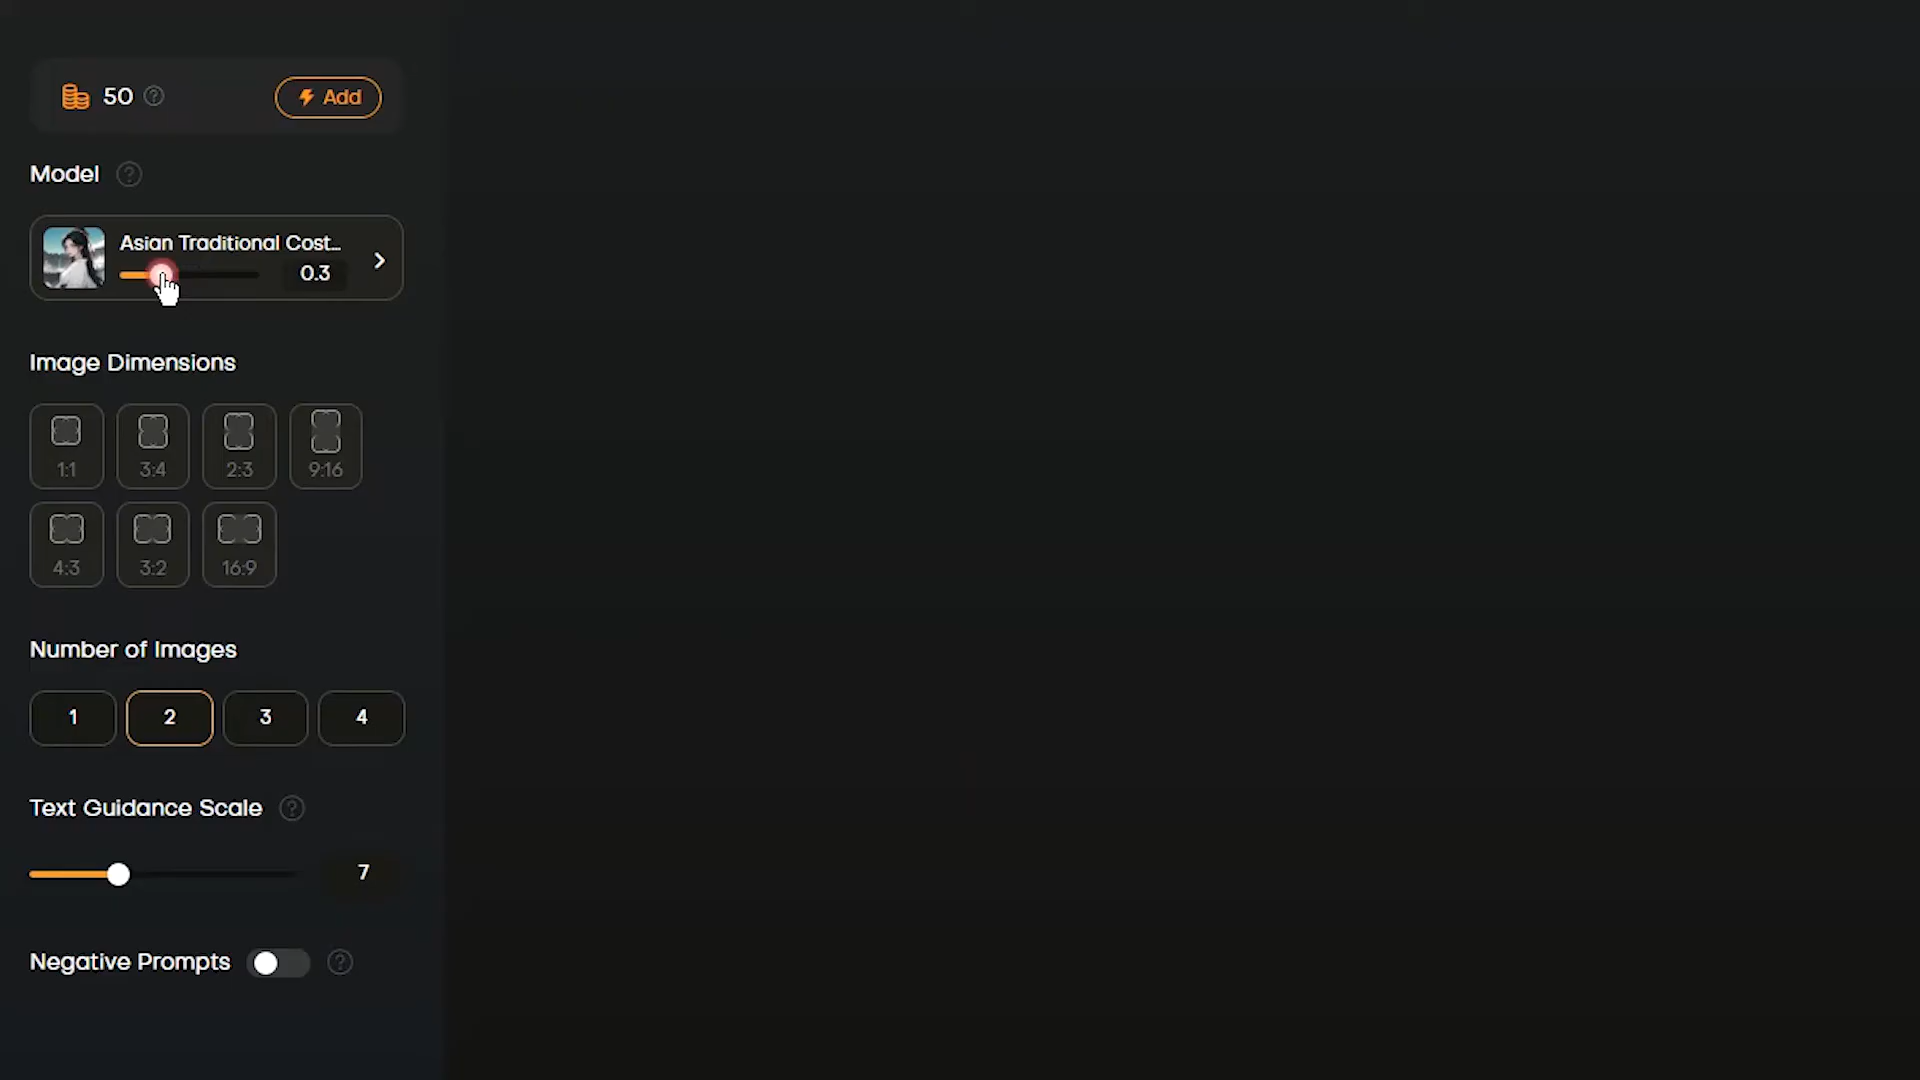 50
Add
Model
Asian Traditional Cost...
0.3
Image Dimensions
1:1 3:4 2:3 9:16
4:3 3:2 16:9
Number of Images
1 2 3 4
Text Guidance Scale
7
Negative Prompts